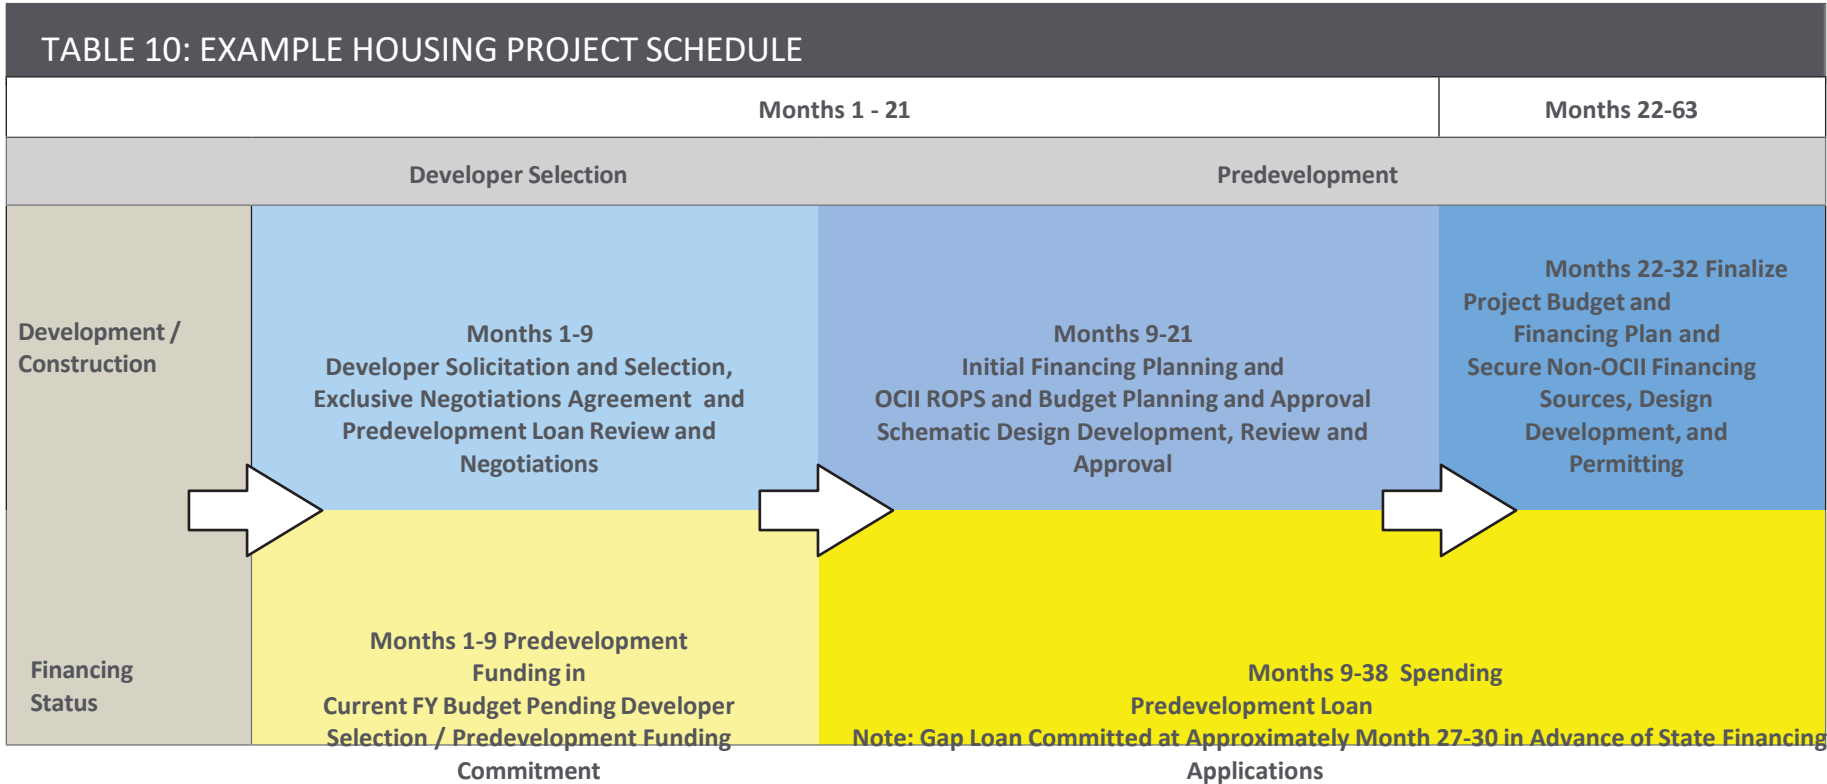 TABLE 10: EXAMPLE HOUSING PROJECT SCHEDULE
Months 1 - 21
Months 22-63
Developer Selection
Predevelopment
Development /
Construction
Months 1-9
Developer Solicitation and Selection,
Exclusive Negotiations Agreement and
Predevelopment Loan Review and
Negotiations
Months 9-21
Initial Financing Planning and
OCII ROPS and Budget Planning and Approval
Schematic Design Development, Review and
Approval
Months 22-32 Finalize
Project Budget and
Financing Plan and
Secure Non-OCII Financing
Sources, Design
Development, and
Permitting
Financing
Status
Months 1-9 Predevelopment
Funding in
Current FY Budget Pending Developer
Selection / Predevelopment Funding
Commitment
Months 9-38 Spending
Predevelopment Loan
Note: Gap Loan Committed at Approximately Month 27-30 in Advance of State Financing
Applications